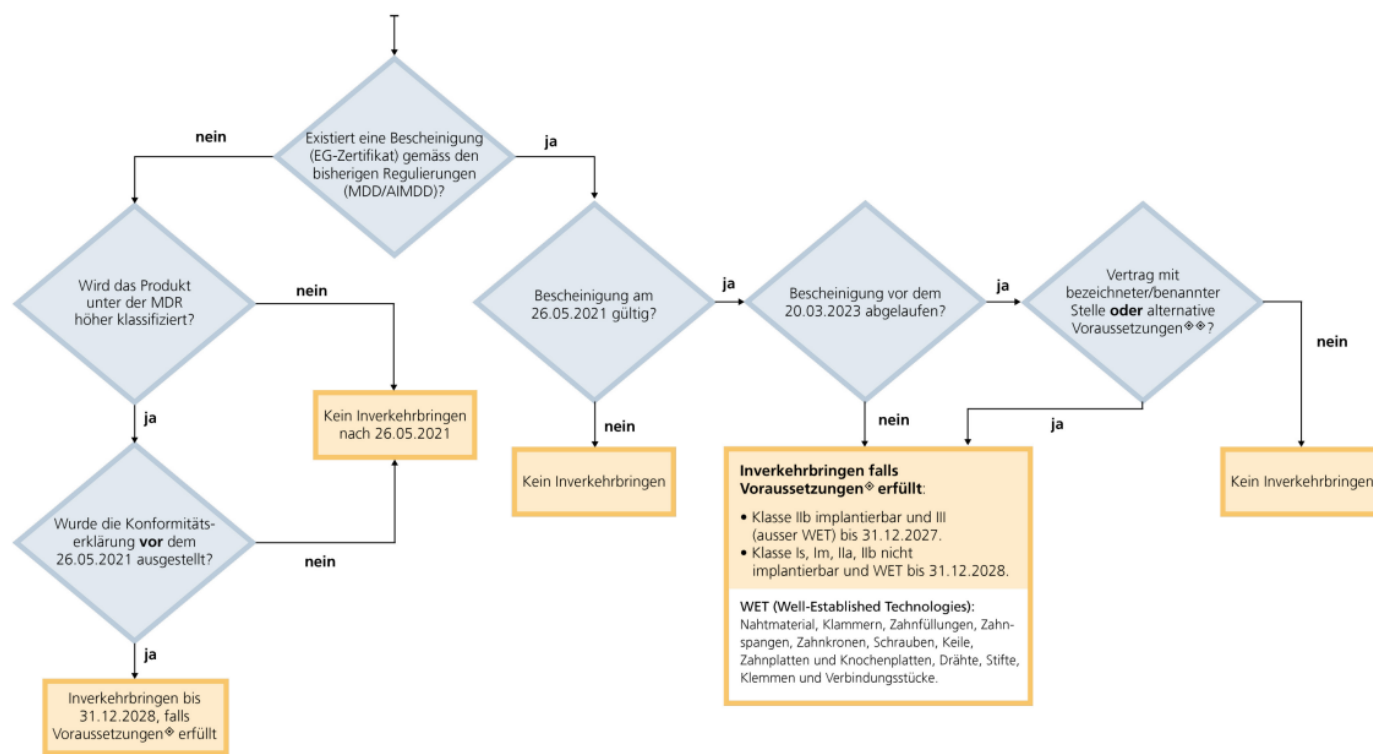 nein
Existiert eine Bescheinigung
(EG-Zertifikat) gemäss den
bisherigen Regulierungen
(MDD/AIMDD)?
ja
Wird das Produkt
unter der MDR
höher klassifiziert?
nein
Bescheinigung am
26.05.2021 gültig?
ja
Bescheinigung vor dem
20.03.2023 abgelaufen?
ja
Vertrag mit
bezeichneter/benannter
Stelle oder alternative
Voraussetzungen◈◈?
nein
ja
Kein Inverkehrbringen
nach 26.05.2021
nein
nein
ja
Wurde die Konformitäts-
erklärung vor dem
26.05.2021 ausgestellt?
nein
Kein Inverkehrbringen
Inverkehrbringen falls
Voraussetzungen◈ erfüllt:
• Klasse IIb implantierbar und III
(ausser WET) bis 31.12.2027.
• Klasse Is, Im, IIa, IIb nicht
implantierbar und WET bis 31.12.2028.
WET (Well-Established Technologies):
Nahtmaterial, Klammern, Zahnfüllungen, Zahn-
spangen, Zahnkronen, Schrauben, Keile,
Zahnplatten und Knochenplatten, Drähte, Stifte,
Klemmen und Verbindungsstücke.
Kein Inverkehrbringen
ja
Inverkehrbringen bis
31.12.2028, falls
Voraussetzungen◈ erfüllt